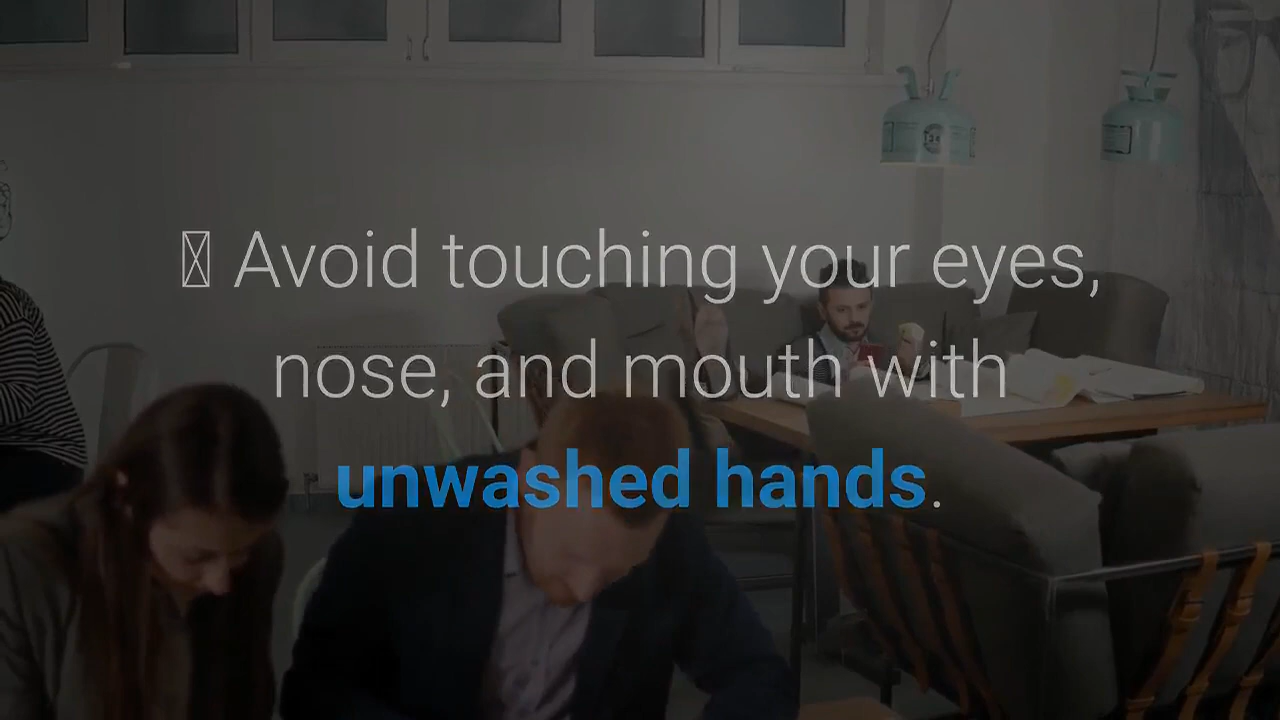 Avoid touching your eyes,
nose, and mouth with
unwashed hands.